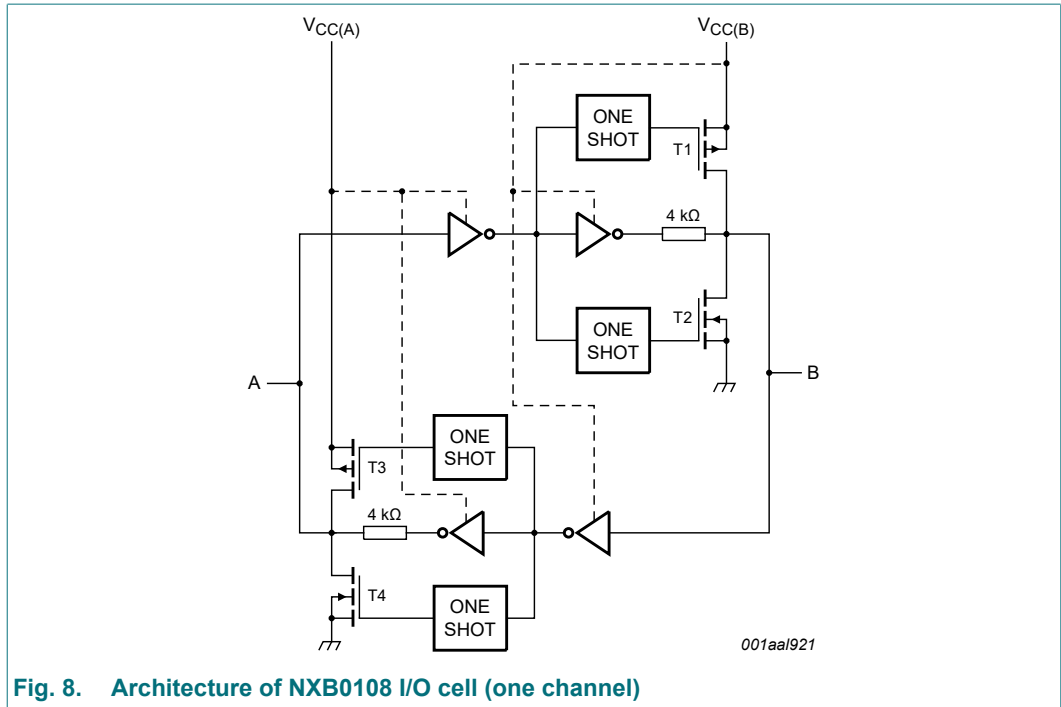 VCC(A)
VCC(B)
ONE
SHOT
T1
4 kΩ
ONE
SHOT
T2
A
B
ONE
SHOT
T3
4 kΩ
T4
ONE
SHOT
001aal921
Fig. 8. Architecture of NXB0108 I/O cell (one channel)